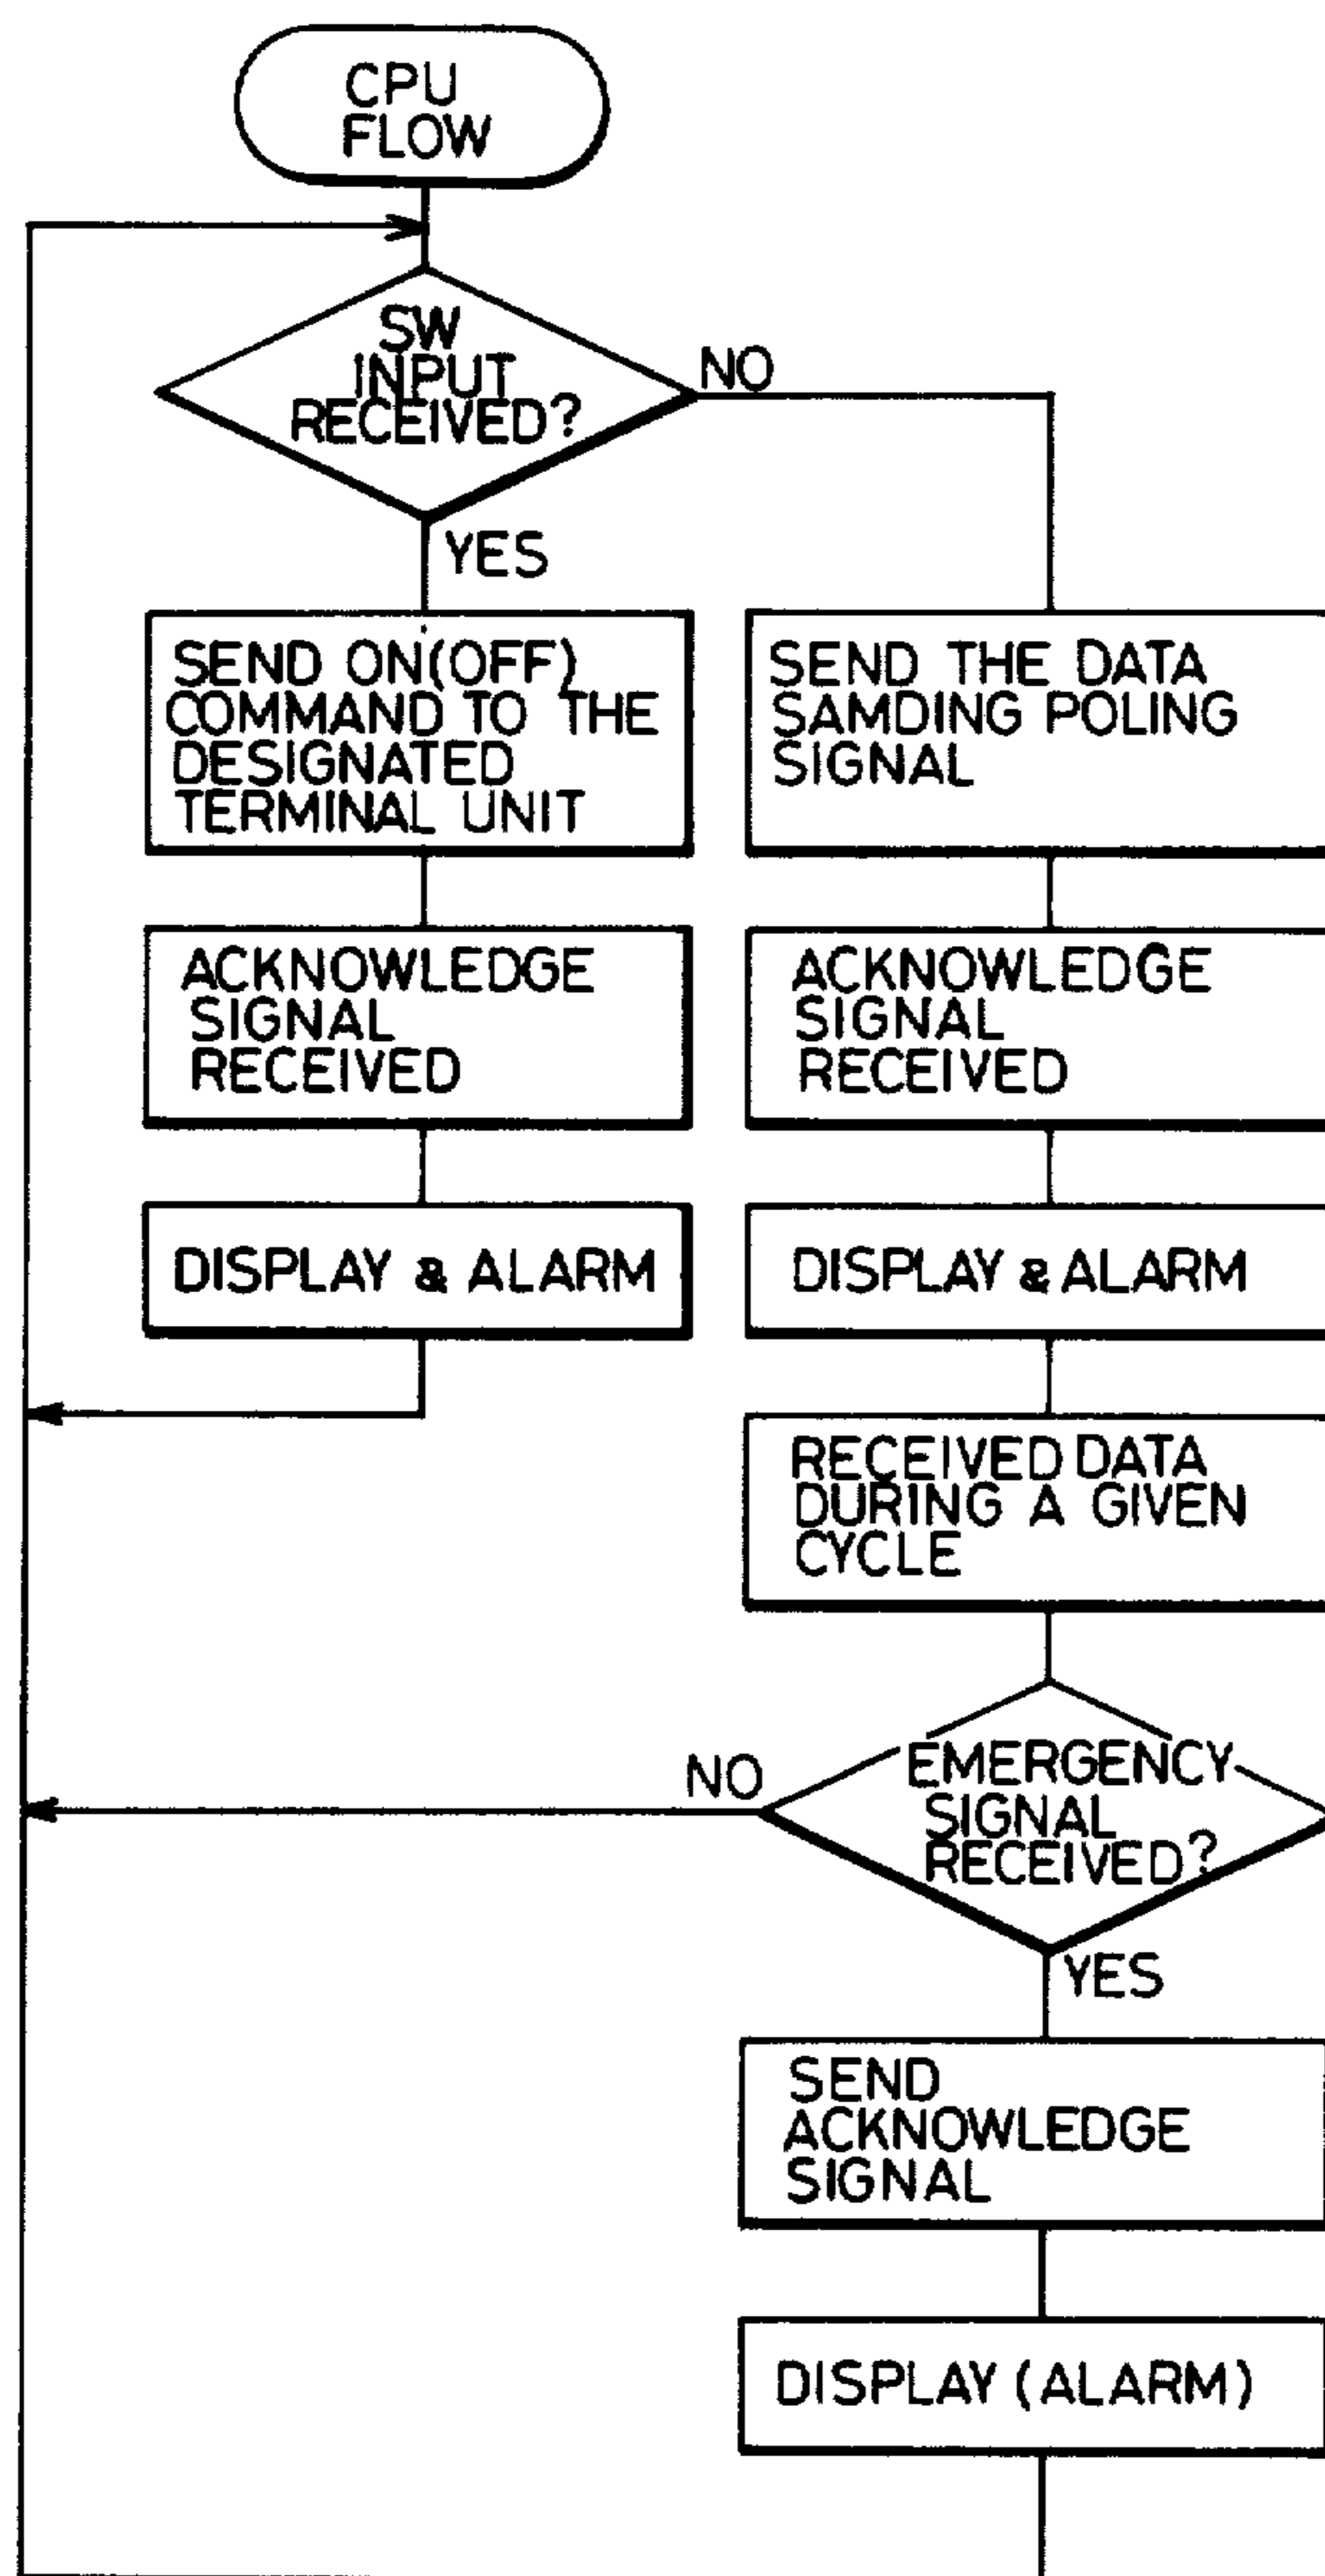 CPU
FLOW
SW
INPUT
RECEIVED?
NO
YES
SEND ON(OFF)
COMMAND TO THE
DESIGNATED
TERMINAL UNIT
SEND THE DATA
SAMDING POLING
SIGNAL
ACKNOWLEDGE
SIGNAL
RECEIVED
ACKNOWLEDGE
SIGNAL
RECEIVED
DISPLAY & ALARM
DISPLAY & ALARM
RECEIVED DATA
DURING A GIVEN
CYCLE
NO
EMERGENCY
SIGNAL
RECEIVED?
YES
SEND
ACKNOWLEDGE
SIGNAL
DISPLAY (ALARM)